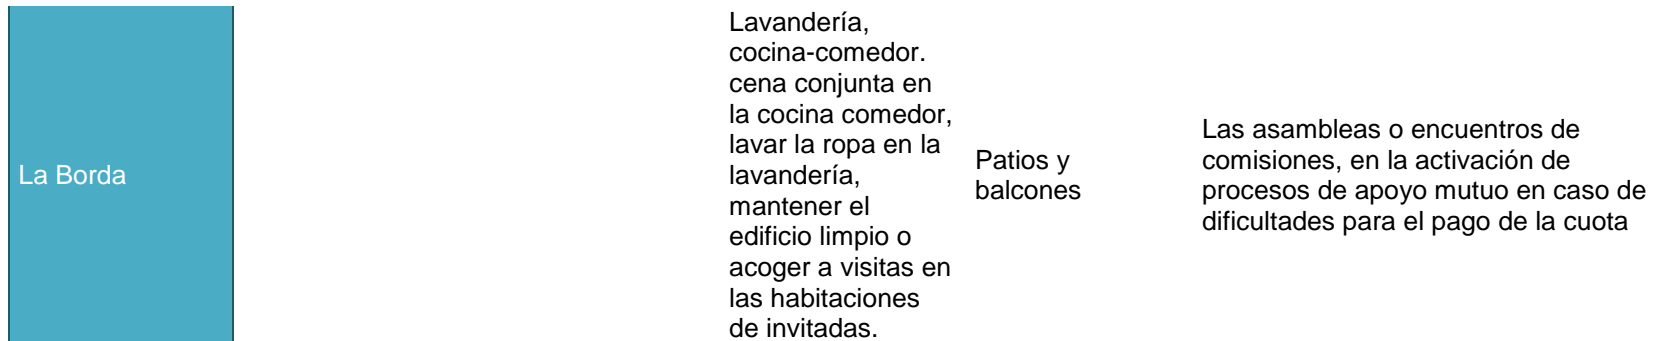 La Borda
Lavandería,
cocina-comedor.
cena conjunta en
la cocina comedor,
lavar la ropa en la
lavandería,
mantener el
edificio limpio o
acoger a visitas en
las habitaciones
de invitadas.
Patios y
balcones
Las asambleas o encuentros de
comisiones, en la activación de
procesos de apoyo mutuo en caso de
dificultades para el pago de la cuota